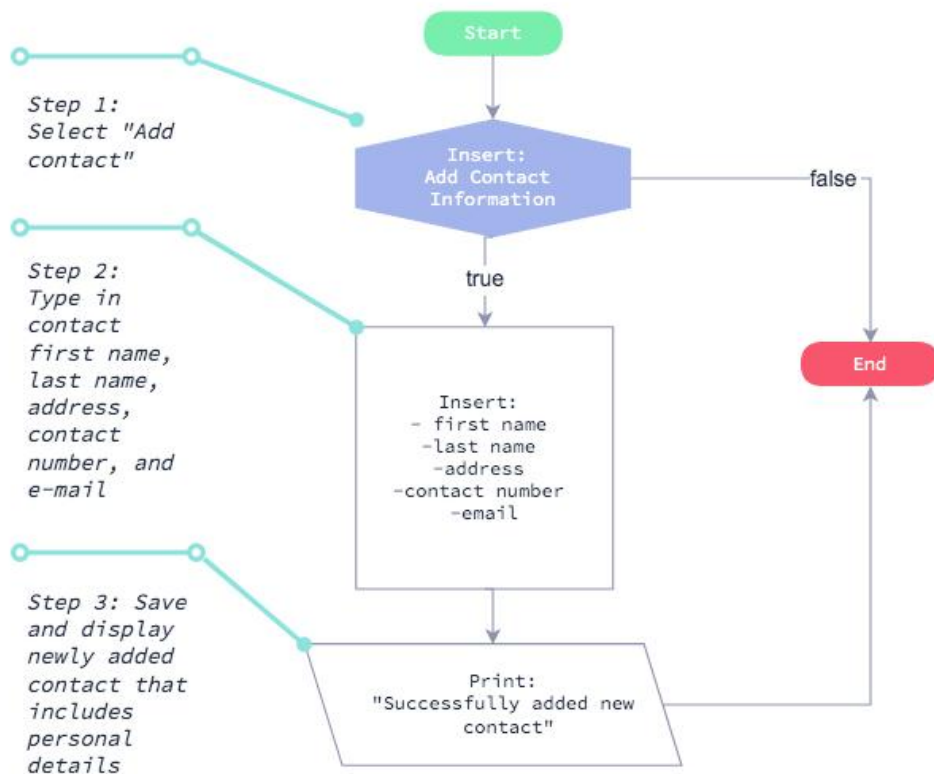 Start
Step 1:
Select "Add
contact"
Insert:
Add Contact
Information
false
true
Step 2:
Type in
contact
first name,
last name,
address,
contact
number, and
e-mail
End
Insert:
- first name
-last name
-address
-contact number
-email
Step 3: Save
and display
newly added
contact that
includes
personal
details
Print:
"Successfully added new
contact"